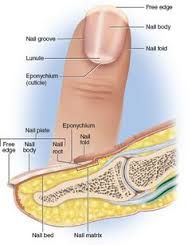 Free edge
Nail body
Nail groove
Nail fold
Lunule
Eponychium
(cuticle)
Eponychium
Nail plate
Free
edge
Nail
body
Nail
root
Nail
fold
Nail bed
Nail matrix